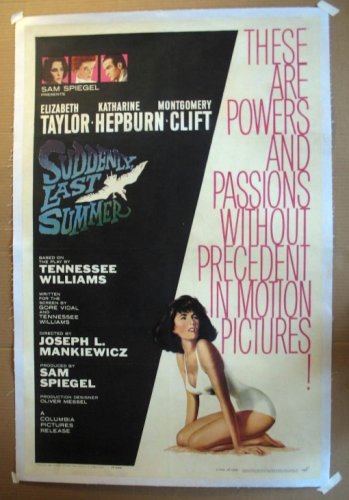 SAM SPIEGEL
PRESENTS
ELIZABETH KATHARINE MONTGOMERY
TAYLOR · HEPBURN · CLIFT
SUDDENLY,
LAST
SUMMER
BASED ON
THE PLAY BY
TENNESSEE
WILLIAMS
WRITTEN
FOR THE
SCREEN BY
GORE VIDAL
AND
TENNESSEE
WILLIAMS
DIRECTED BY
JOSEPH L.
MANKIEWICZ
PRODUCED BY
SAM
SPIEGEL
PRODUCTION DESIGNER
OLIVER MESSEL
A
COLUMBIA
PICTURES
RELEASE
THESE
ARE
POWERS
AND
PASSIONS
WITHOUT
PRECEDENT
IN MOTION
PICTURES
!